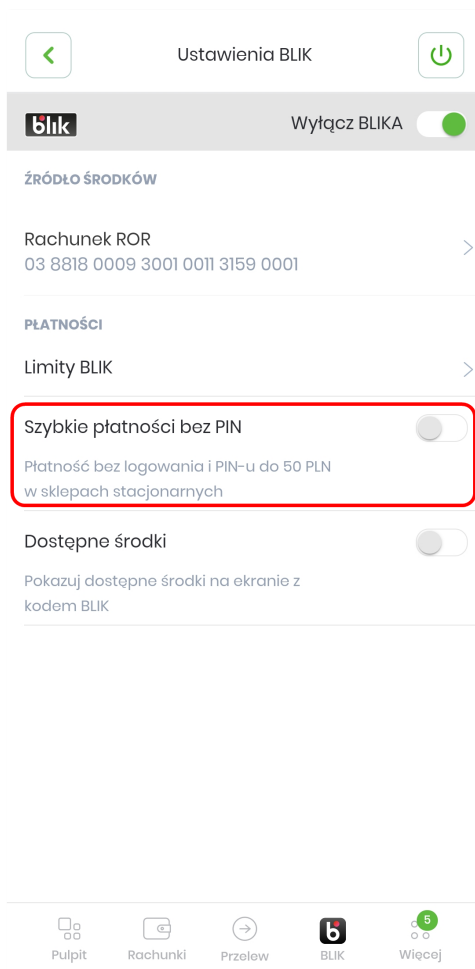 Ustawienia BLIK
blik
Wyłącz BLIKA
ŹRÓDŁO ŚRODKÓW
Rachunek ROR
03 8818 0009 3001 0011 3159 0001
PŁATNOŚCI
Limity BLIK
Szybkie płatności bez PIN
Płatność bez logowania i PIN-u do 50 PLN
w sklepach stacjonarnych
Dostępne środki
Pokazuj dostępne środki na ekranie z
kodem BLIK
5
Pulpit
Rachunki
Przelew
BLIK
Więcej